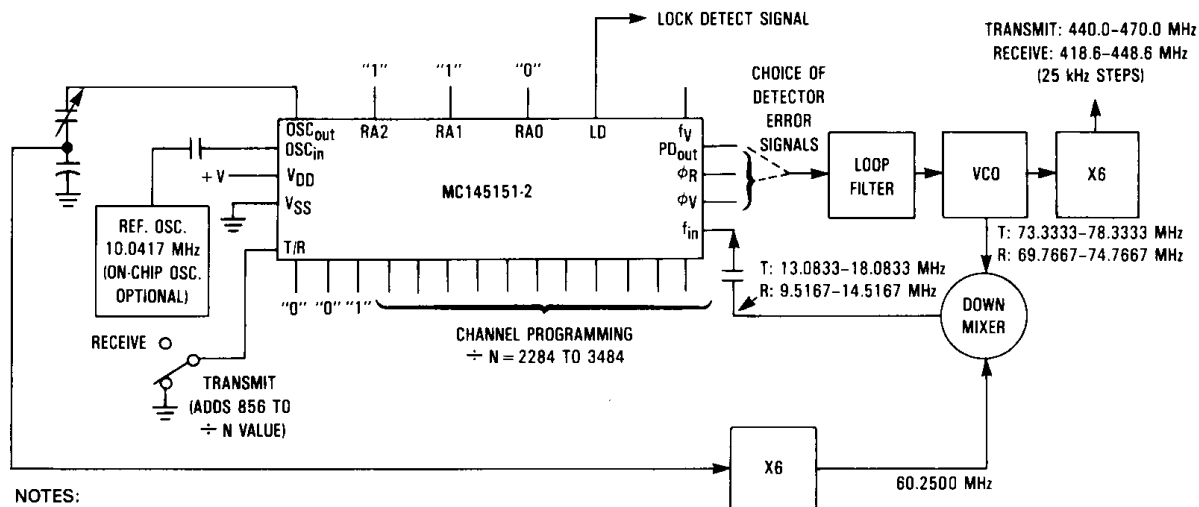 LOCK DETECT SIGNAL
TRANSMIT: 440.0–470.0 MHz
RECEIVE: 418.6–448.6 MHz
(25 kHz STEPS)
"1" "1" "0"
CHOICE OF
DETECTOR
ERROR
SIGNALS
OSCout RA2 RA1 RA0 LD fV
OSCin
PDout
+V VDD
MC145151-2
ϕR
VSS
ϕV
T/R
fin
LOOP
FILTER
VCO
X6
REF. OSC.
10.0417 MHz
(ON-CHIP OSC.
OPTIONAL)
T: 73.3333–78.3333 MHz
R: 69.7667–74.7667 MHz
T: 13.0833–18.0833 MHz
R: 9.5167–14.5167 MHz
DOWN
MIXER
"0" "0" "1"
CHANNEL PROGRAMMING
÷ N = 2284 TO 3484
RECEIVE
TRANSMIT
(ADDS 856 TO
÷ N VALUE)
X6
60.2500 MHz
NOTES: